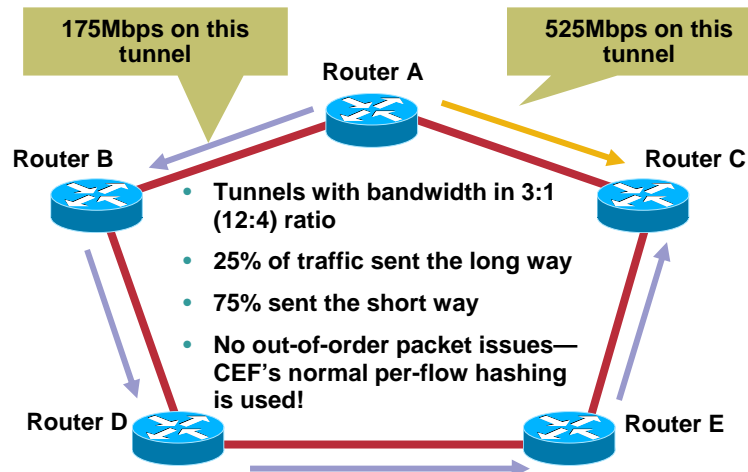 175Mbps on this
tunnel
525Mbps on this
tunnel
Router A
Router B
Router C
• Tunnels with bandwidth in 3:1
(12:4) ratio
• 25% of traffic sent the long way
• 75% sent the short way
• No out-of-order packet issues—
CEF’s normal per-flow hashing
is used!
Router D
Router E